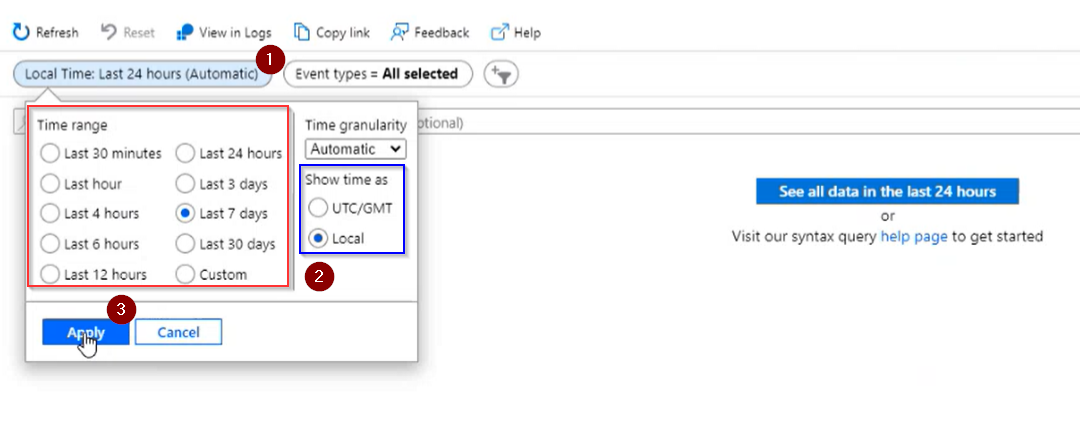 Refresh Reset View in Logs Copy link Feedback Help
1
Local Time: Last 24 hours (Automatic) Event types = All selected
Time range
Last 30 minutes Last 24 hours
Last hour Last 3 days
Last 4 hours Last 7 days
Last 6 hours Last 30 days
Last 12 hours Custom
Time granularity
Automatic
Show time as
UTC/GMT
Local
2
3
Apply Cancel
See all data in the last 24 hours
or
Visit our syntax query help page to get started